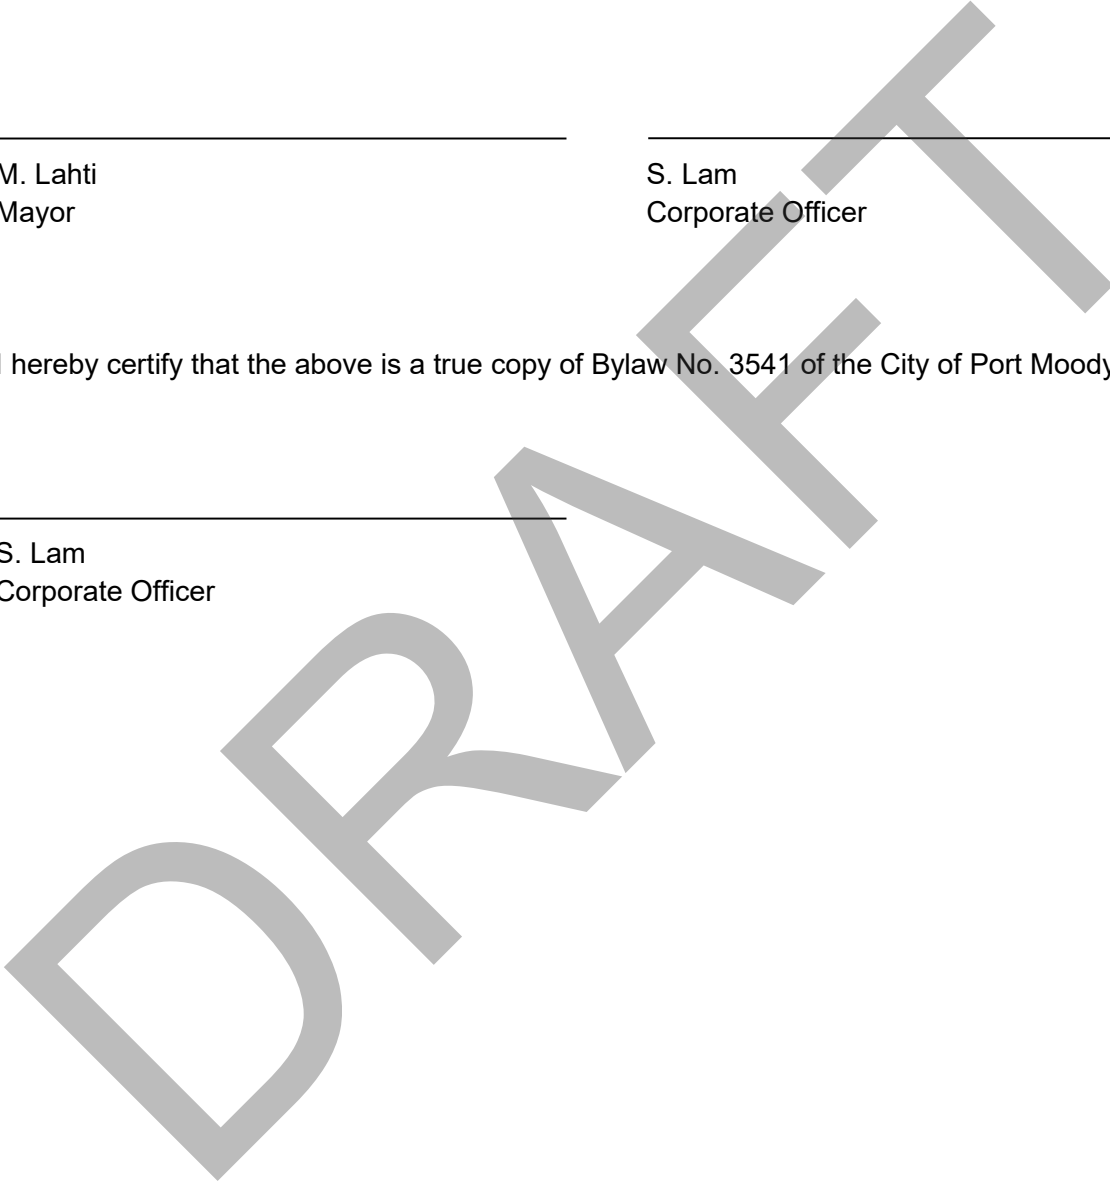 M. Lahti
Mayor
S. Lam
Corporate Officer
I hereby certify that the above is a true copy of Bylaw No. 3541 of the City of Port Moody
S. Lam
Corporate Officer
DRAFT